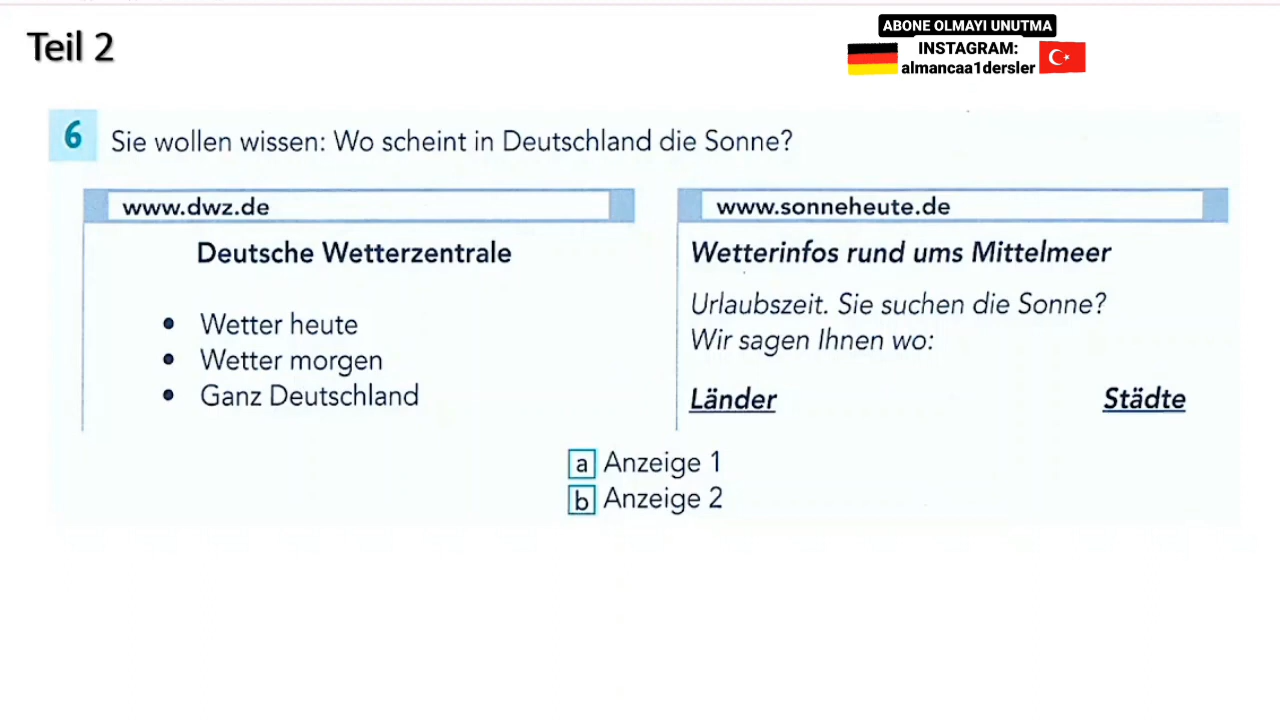 Teil 2
ABONE OLMAYI UNUTMA
INSTAGRAM:
almancaa1dersler
6 Sie wollen wissen: Wo scheint in Deutschland die Sonne?
www.dwz.de
Deutsche Wetterzentrale
• Wetter heute
• Wetter morgen
• Ganz Deutschland
www.sonneheute.de
Wetterinfos rund ums Mittelmeer
Urlaubszeit. Sie suchen die Sonne?
Wir sagen Ihnen wo:
Länder Städte
a Anzeige 1
b Anzeige 2